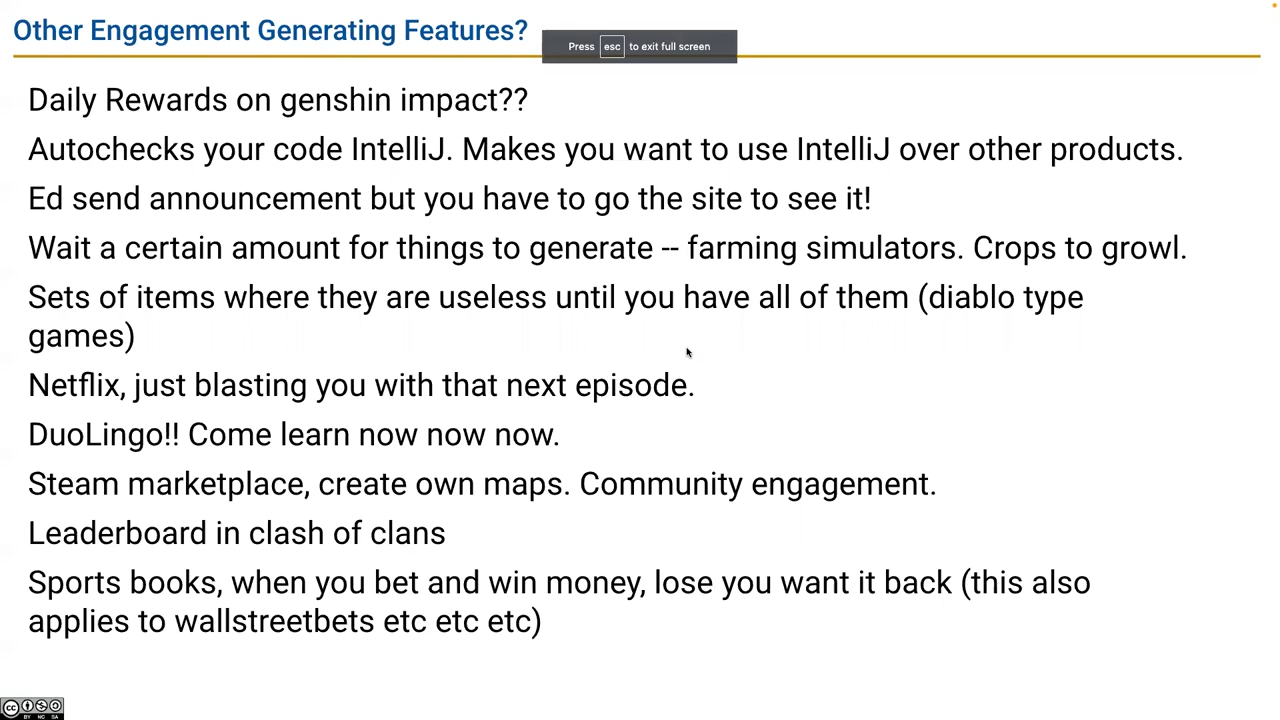 Other Engagement Generating Features?
Press esc to exit full screen
Daily Rewards on genshin impact??
Autochecks your code IntelliJ. Makes you want to use IntelliJ over other products.
Ed send announcement but you have to go the site to see it!
Wait a certain amount for things to generate -- farming simulators. Crops to growl.
Sets of items where they are useless until you have all of them (diablo type
games)
Netflix, just blasting you with that next episode.
DuoLingo!! Come learn now now now.
Steam marketplace, create own maps. Community engagement.
Leaderboard in clash of clans
Sports books, when you bet and win money, lose you want it back (this also
applies to wallstreetbets etc etc etc)
cc
BY NC SA